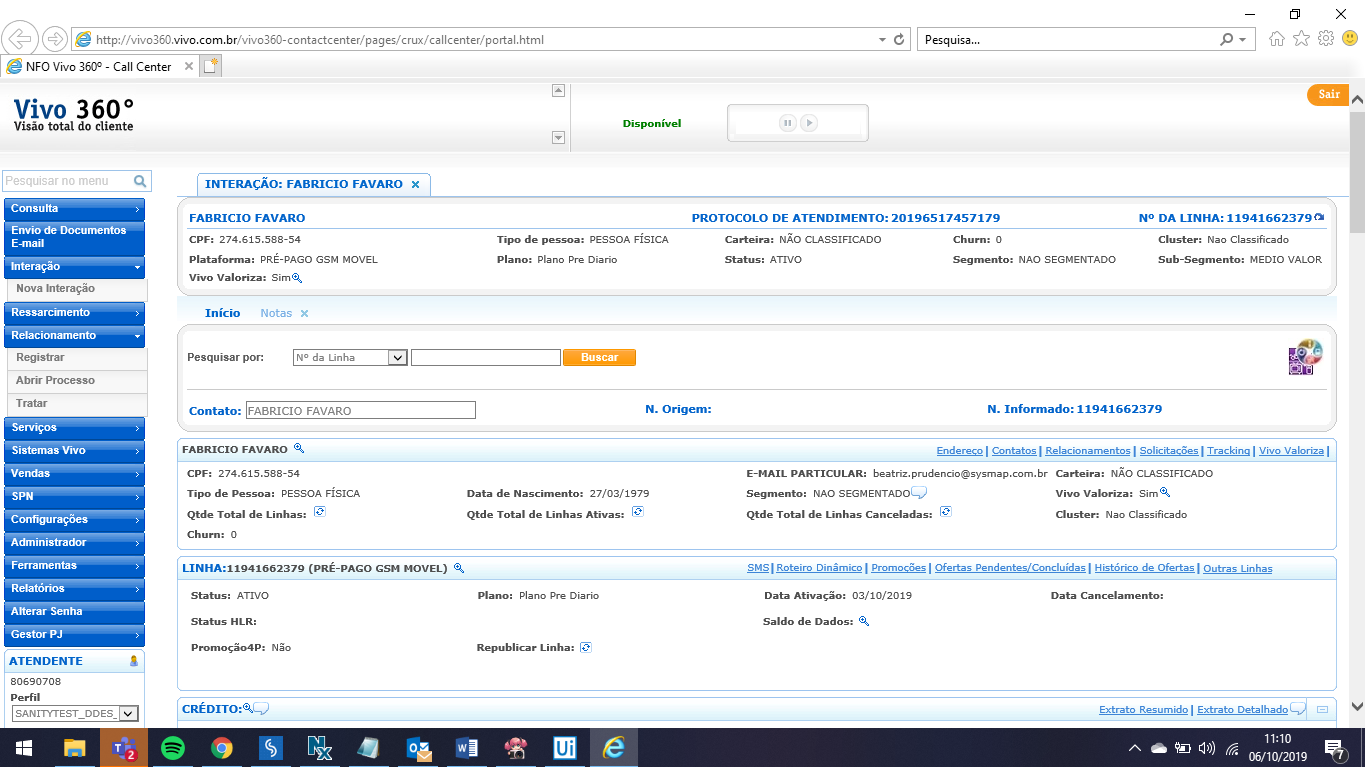 http://vivo360.vivo.com.br/vivo360-contactcenter/pages/crux/callcenter/portal.html
Pesquisa...
NFO Vivo 360º - Call Center
Vivo 360°
Visão total do cliente
Disponível
Sair
Pesquisar no menu
Consulta
Envio de Documentos
E-mail
Interação
Nova Interação
Ressarcimento
Relacionamento
Registrar
Abrir Processo
Tratar
Serviços
Sistemas Vivo
Vendas
SPN
Configurações
Administrador
Ferramentas
Relatórios
Alterar Senha
Gestor PJ
ATENDENTE
80690708
Perfil
SANITYTEST_DDES_
INTERAÇÃO: FABRICIO FAVARO
FABRICIO FAVARO PROTOCOLO DE ATENDIMENTO: 20196517457179 Nº DA LINHA: 11941662379
CPF: 274.615.588-54 Tipo de pessoa: PESSOA FÍSICA Carteira: NÃO CLASSIFICADO Churn: 0 Cluster: Nao Classificado
Plataforma: PRÉ-PAGO GSM MOVEL Plano: Plano Pre Diario Status: ATIVO Segmento: NAO SEGMENTADO Sub-Segmento: MEDIO VALOR
Vivo Valoriza: Sim
Início Notas
Pesquisar por: Nº da Linha Buscar
Contato: FABRICIO FAVARO N. Origem: N. Informado: 11941662379
FABRICIO FAVARO Endereço | Contatos | Relacionamentos | Solicitações | Tracking | Vivo Valoriza |
CPF: 274.615.588-54 E-MAIL PARTICULAR: beatriz.prudencio@sysmap.com.br Carteira: NÃO CLASSIFICADO
Tipo de Pessoa: PESSOA FÍSICA Data de Nascimento: 27/03/1979 Segmento: NAO SEGMENTADO Vivo Valoriza: Sim
Qtde Total de Linhas: Qtde Total de Linhas Ativas: Qtde Total de Linhas Canceladas: Cluster: Nao Classificado
Churn: 0
LINHA:11941662379 (PRÉ-PAGO GSM MOVEL) SMS | Roteiro Dinâmico | Promoções | Ofertas Pendentes/Concluídas | Histórico de Ofertas | Outras Linhas
Status: ATIVO Plano: Plano Pre Diario Data Ativação: 03/10/2019 Data Cancelamento:
Status HLR: Saldo de Dados:
Promoção4P: Não Republicar Linha:
CRÉDITO: Extrato Resumido | Extrato Detalhado
2
Ui
11:10
06/10/2019
7